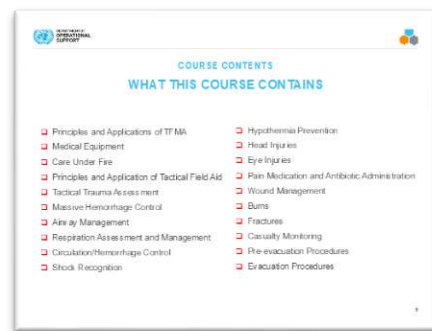 DEPARTMENT OF
OPERATIONAL
SUPPORT
COURSE CONTENTS
WHAT THIS COURSE CONTAINS
Principles and Applications of TFMA
Medical Equipment
Care Under Fire
Principles and Application of Tactical Field Aid
Tactical Trauma Assessment
Massive Hemorrhage Control
Airway Management
Respiration Assessment and Management
Circulation/Hemorrhage Control
Shock Recognition
Hypothermia Prevention
Head Injuries
Eye Injuries
Pain Medication and Antibiotic Administration
Wound Management
Burns
Fractures
Casualty Monitoring
Pre-evacuation Procedures
Evacuation Procedures